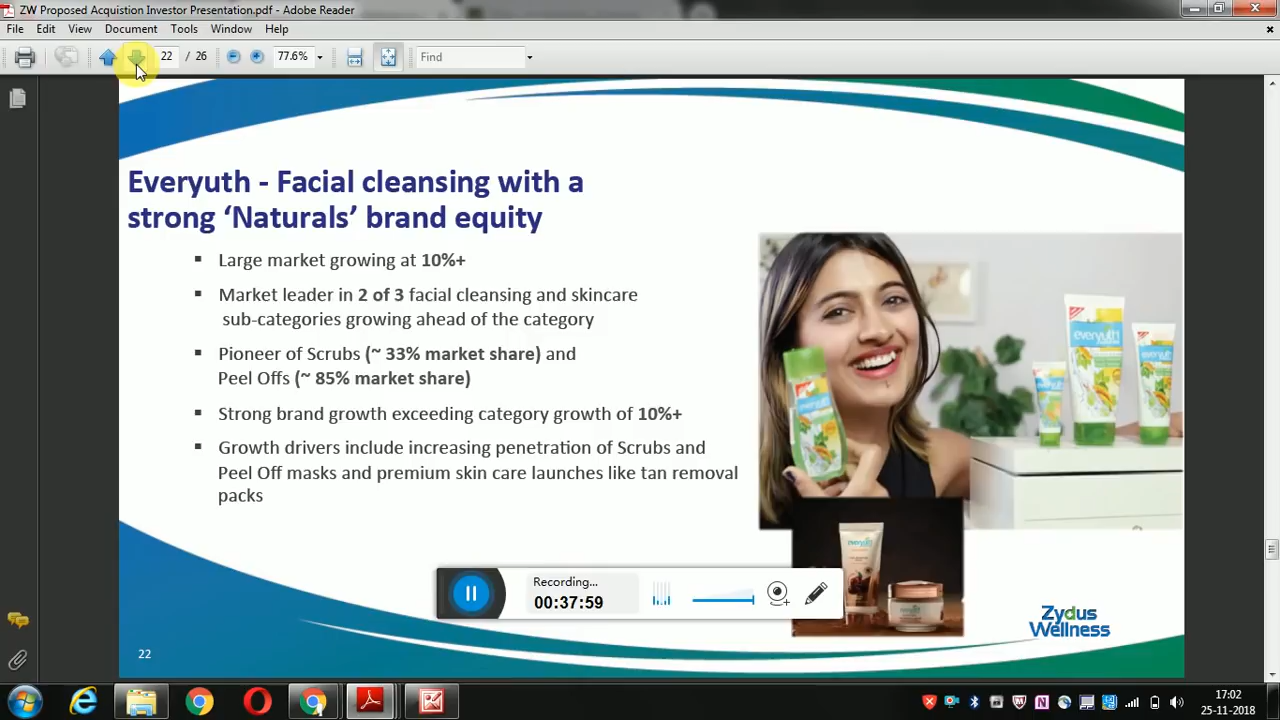 ZW Proposed Acquistion Investor Presentation.pdf - Adobe Reader
File Edit View Document Tools Window Help
22 / 26 77.6% Find
Everyuth - Facial cleansing with a
strong ‘Naturals’ brand equity
▪ Large market growing at 10%+
▪ Market leader in 2 of 3 facial cleansing and skincare
sub-categories growing ahead of the category
▪ Pioneer of Scrubs (~ 33% market share) and
Peel Offs (~ 85% market share)
▪ Strong brand growth exceeding category growth of 10%+
▪ Growth drivers include increasing penetration of Scrubs and
Peel Off masks and premium skin care launches like tan removal
packs
everyuth
everyuth
everyuth
Recording...
00:37:59
Zydus
Wellness
22
17:02
25-11-2018